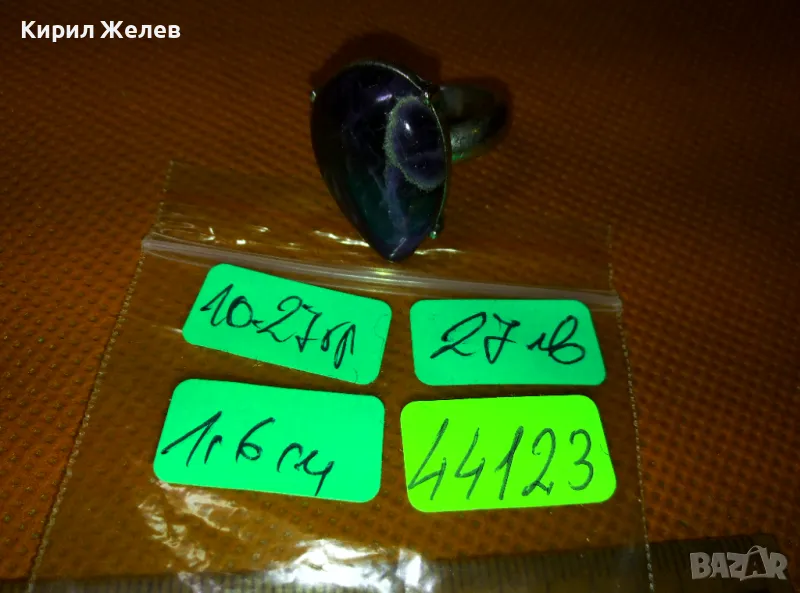 Кирил Желев
10.27гр
27лв
1,6см
44123
BAZAR